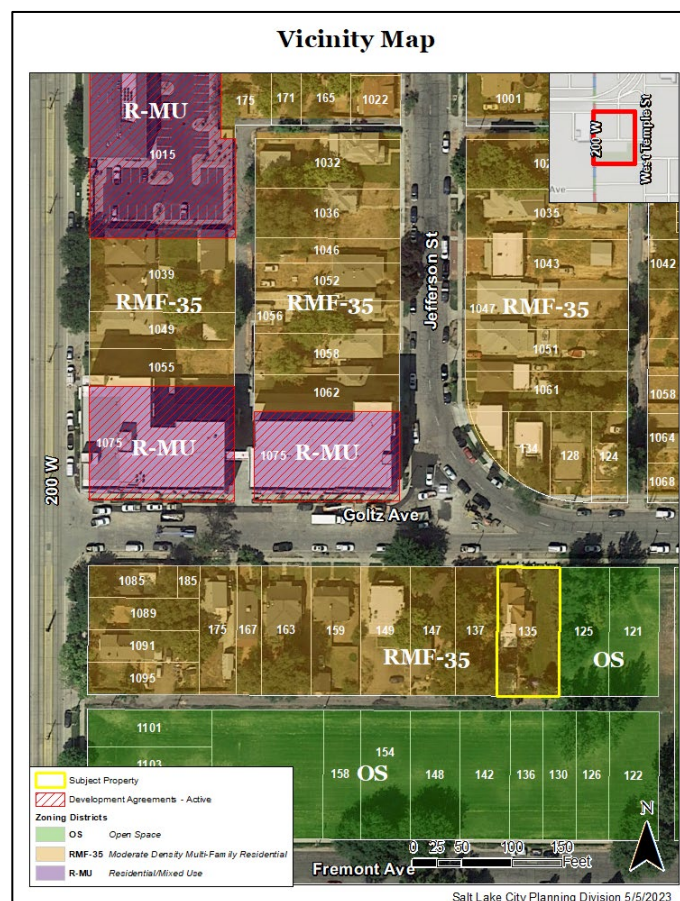 Vicinity Map
R-MU
1015
175
171
165
1022
1001
200 W
West Temple St
Ave
1032
1036
1035
1046
1039
1052
1043
1042
RMF-35
RMF-35
1056
1047
RMF-35
1049
1058
1051
1055
1062
1061
1058
Jefferson St
1075
R-MU
1075
R-MU
134
128
124
1064
1068
200 W
Goltz Ave
1085
185
1089
175
167
163
159
149
147
137
135
125
121
1091
RMF-35
OS
1095
1101
1103
158
OS
154
148
142
136
130
126
122
Subject Property
Development Agreements - Active
Zoning Districts
OS Open Space
RMF-35 Moderate Density Multi-Family Residential
R-MU Residential/Mixed Use
N
0 25 50 100 150
Feet
Fremont Ave
Salt Lake City Planning Division 5/5/2023